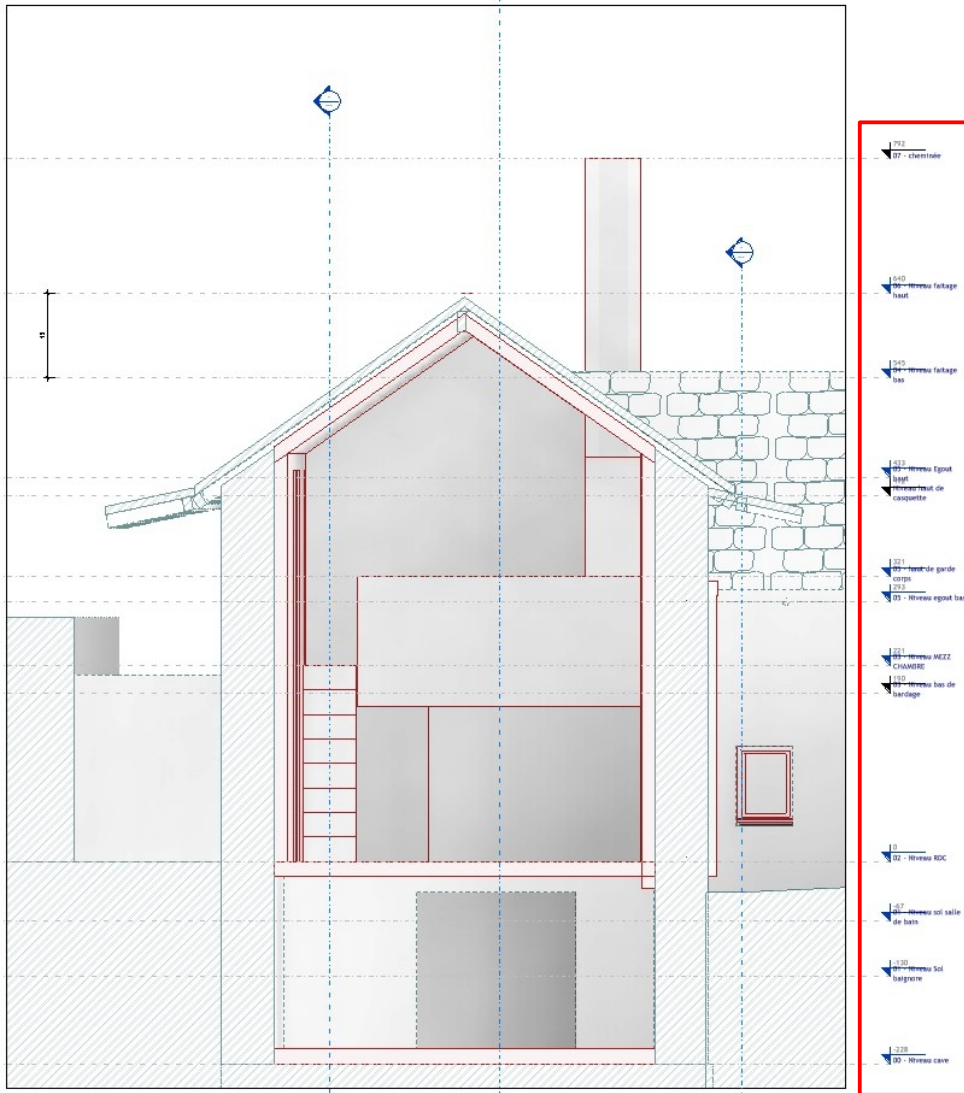 792
07 - cheminée
640
06 - Niveau faitage
haut
545
04 - Niveau faitage
bas
433
Egout
haut
Niveau haut de
casquette
321
03 - haut de garde
corps
293
05 - Niveau egout bas
221
03 - Niveau MEZZ
CHAMBRE
190
03 - Niveau bas de
bardage
0
02 - Niveau RDC
-67
01 - Niveau sol salle
de bain
-130
01 - Niveau Sol
baignore
-228
00 - Niveau cave